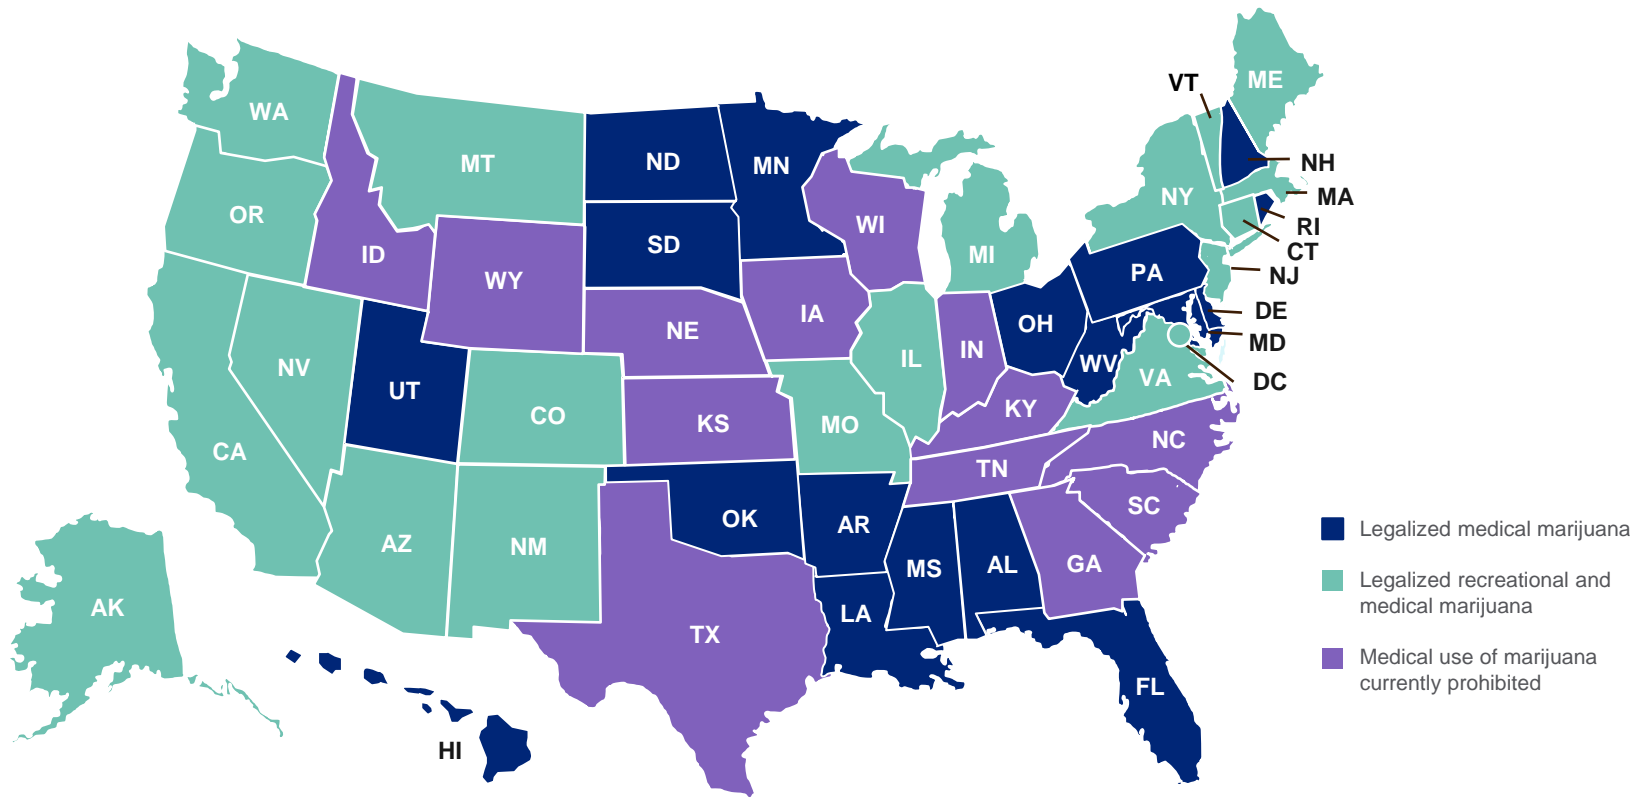 ME
VT
WA
MT
ND
MN
NH
MA
OR
NY
WI
RI
ID
SD
MI
CT
NJ
WY
PA
IA
DE
NE
OH
MD
IN
WV
IL
NV
DC
UT
VA
KY
CO
KS
MO
NC
CA
TN
SC
OK
AR
AZ
NM
MS
AL
GA
AK
LA
TX
FL
HI
Legalized medical marijuana
Legalized recreational and
medical marijuana
Medical use of marijuana
currently prohibited